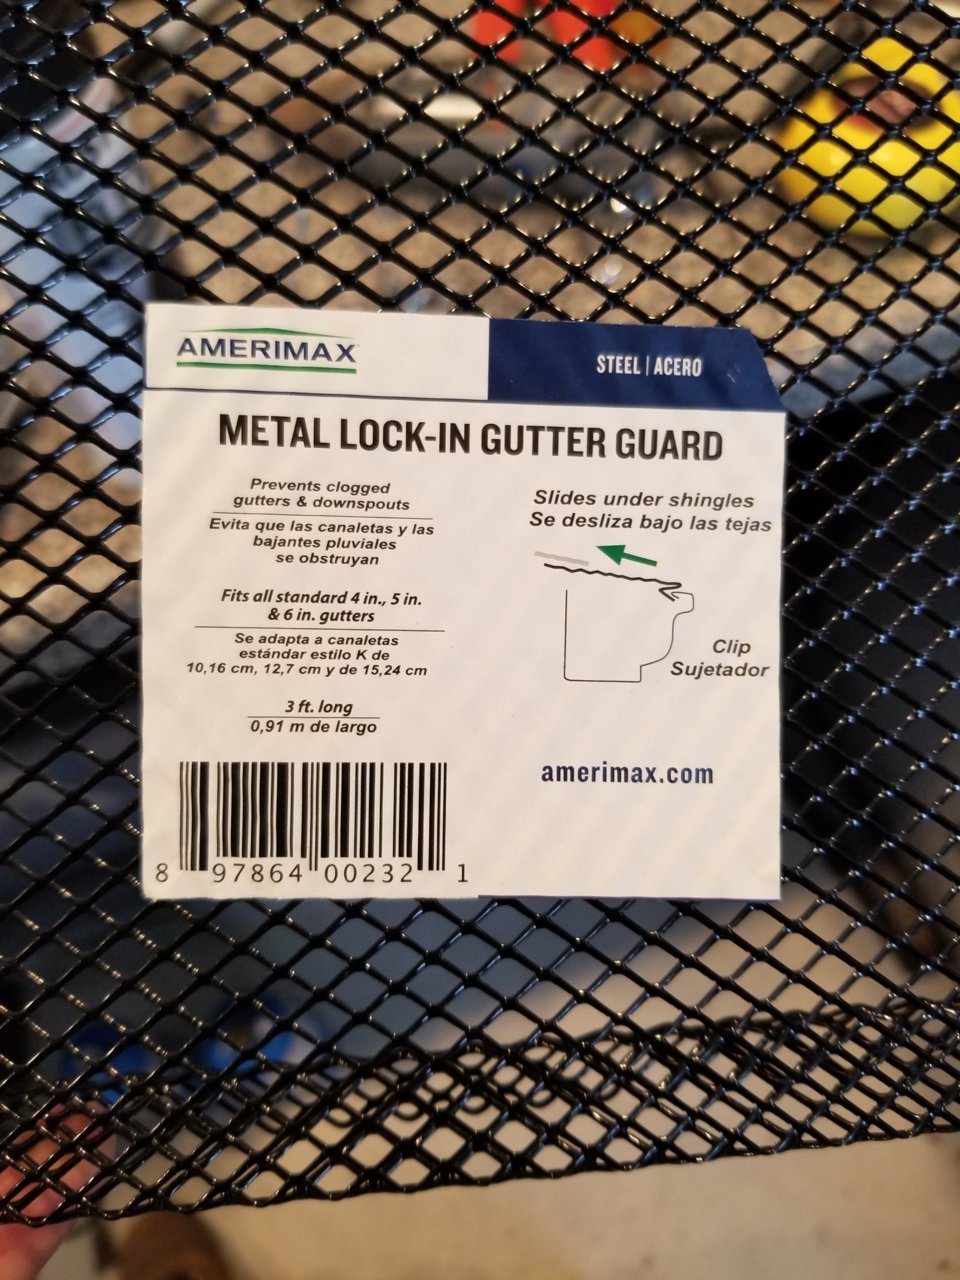 AMERIMAX
STEEL | ACERO
METAL LOCK-IN GUTTER GUARD
Prevents clogged
gutters & downspouts
Evita que las canaletas y las
bajantes pluviales
se obstruyan
Fits all standard 4 in., 5 in.
& 6 in. gutters
Se adapta a canaletas
estándar estilo K de
10,16 cm, 12,7 cm y de 15,24 cm
3 ft. long
0,91 m de largo
8 97864 00232 1
Slides under shingles
Se desliza bajo las tejas
Clip
Sujetador
amerimax.com